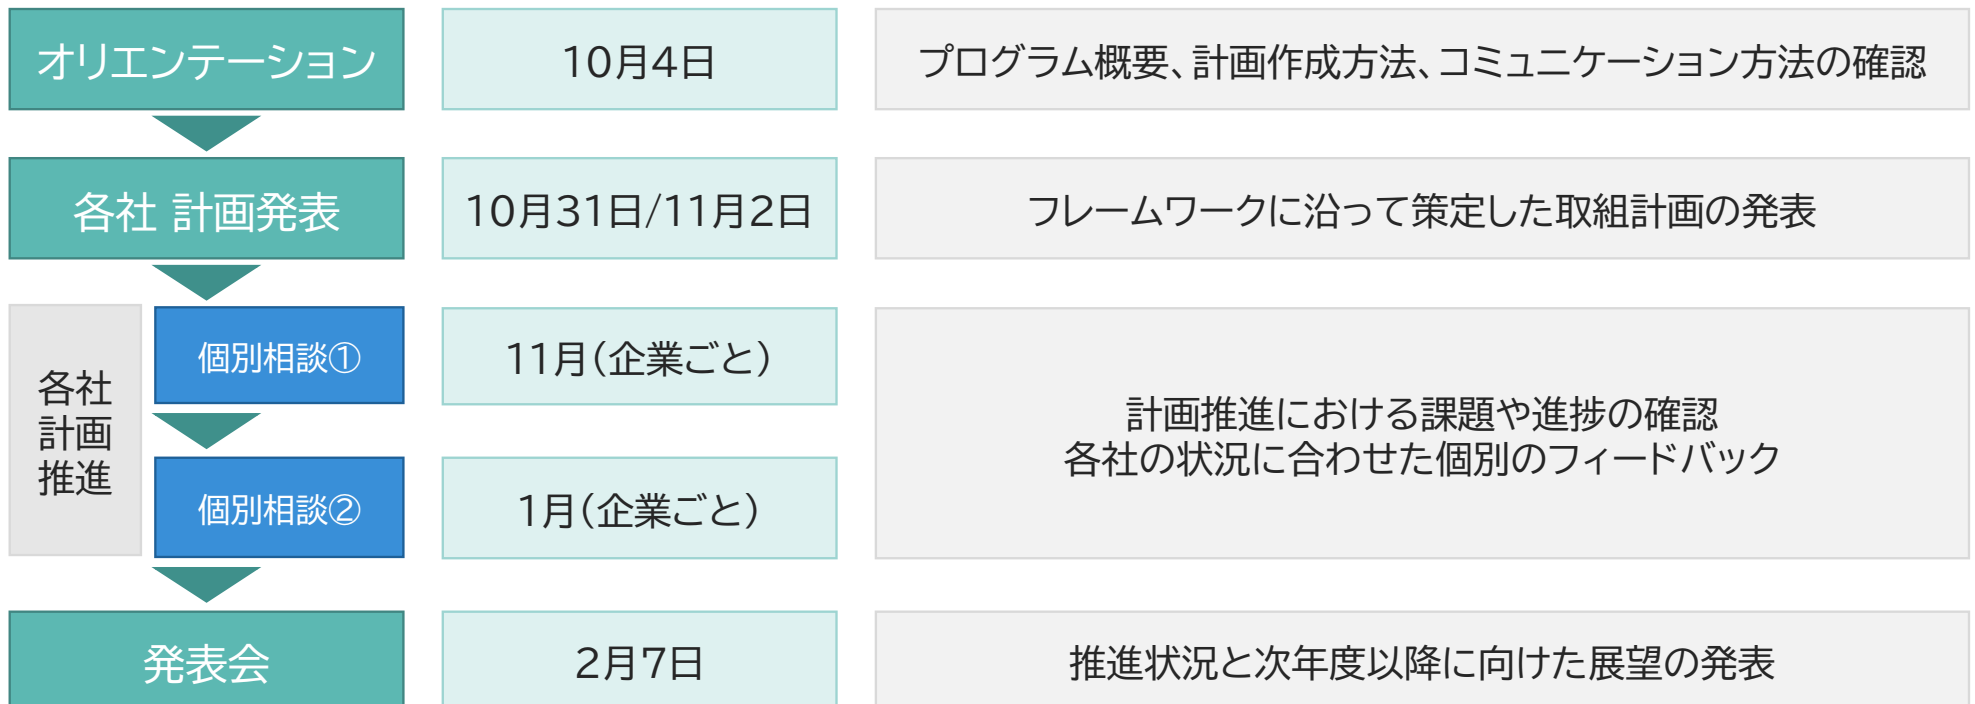 オリエンテーション
10月4日
プログラム概要、計画作成方法、コミュニケーション方法の確認
各社 計画発表
10月31日/11月2日
フレームワークに沿って策定した取組計画の発表
各社
計画
推進
個別相談①
11月(企業ごと)
個別相談②
1月(企業ごと)
計画推進における課題や進捗の確認
各社の状況に合わせた個別のフィードバック
発表会
2月7日
推進状況と次年度以降に向けた展望の発表